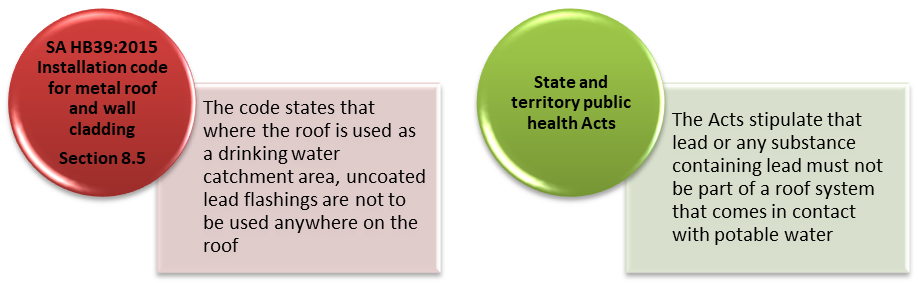 SA HB39:2015
Installation code
for metal roof
and wall
cladding
Section 8.5
The code states that
where the roof is used as
a drinking water
catchment area, uncoated
lead flashings are not to
be used anywhere on the
roof
State and
territory public
health Acts
The Acts stipulate that
lead or any substance
containing lead must not
be part of a roof system
that comes in contact
with potable water